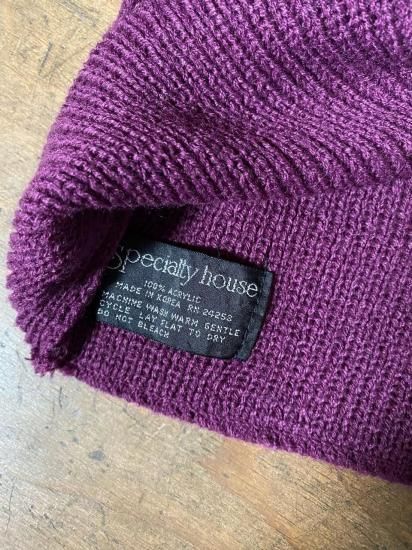 Specialty house
100% ACRYLIC
MADE IN KOREA RN 24258
MACHINE WASH WARM GENTLE
CYCLE LAY FLAT TO DRY
DO NOT BLEACH